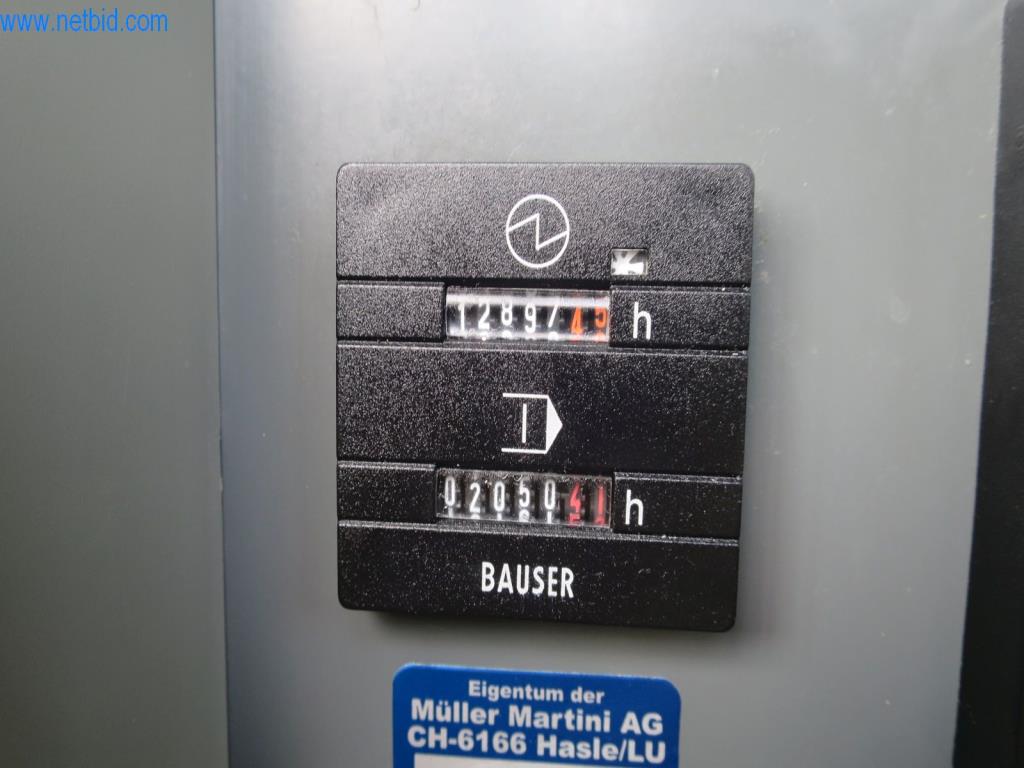 www.netbid.com
1289745 h
0205041 h
BAUSER
Eigentum der
Müller Martini AG
CH-6166 Hasle/LU